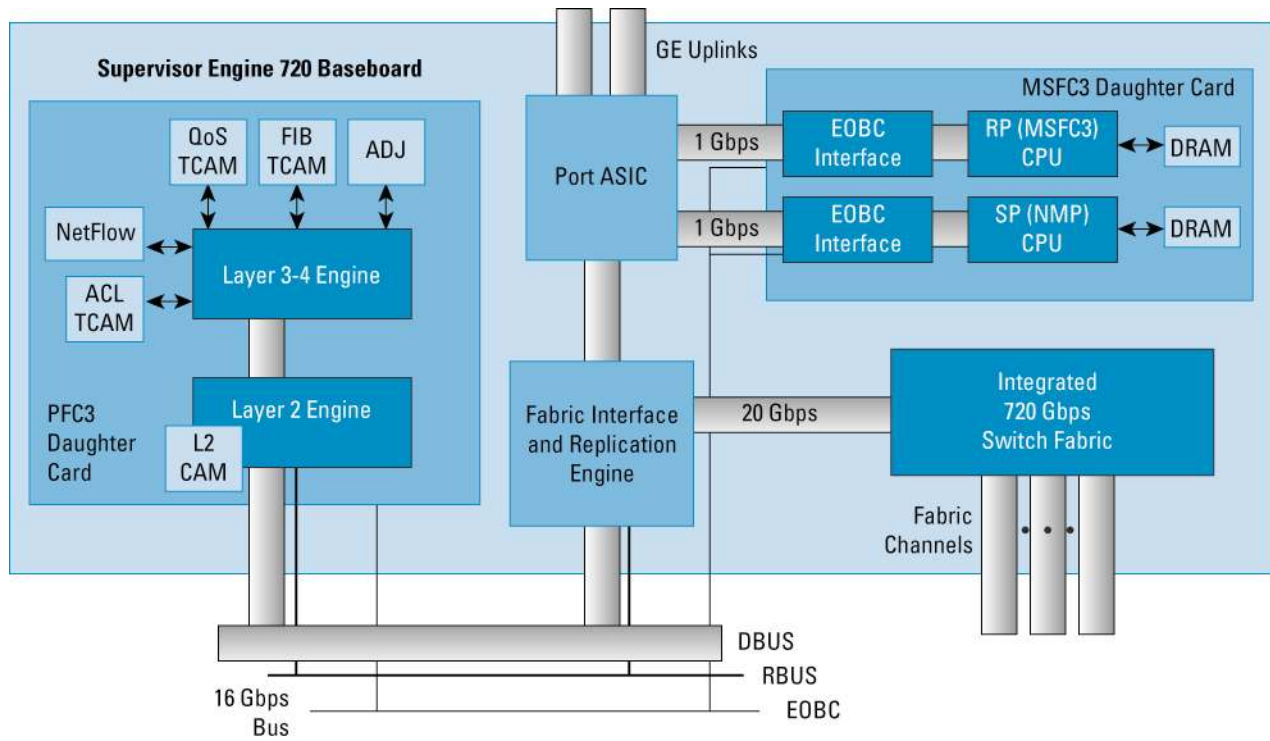 GE Uplinks
Supervisor Engine 720 Baseboard
MSFC3 Daughter Card
QoS
TCAM
FIB
TCAM
ADJ
NetFlow
ACL
TCAM
Layer 3-4 Engine
PFC3
Daughter
Card
Layer 2 Engine
L2
CAM
Port ASIC
1 Gbps
EOBC
Interface
RP (MSFC3)
CPU
DRAM
1 Gbps
EOBC
Interface
SP (NMP)
CPU
DRAM
Fabric Interface
and Replication
Engine
20 Gbps
Integrated
720 Gbps
Switch Fabric
Fabric
Channels
DBUS
RBUS
16 Gbps
Bus
EOBC